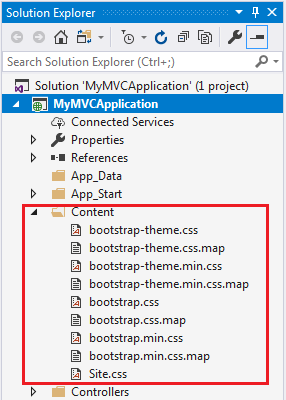 Solution Explorer
Search Solution Explorer (Ctrl+;)
Solution 'MyMVCApplication' (1 project)
MyMVCApplication
Connected Services
Properties
References
App_Data
App_Start
Content
bootstrap-theme.css
bootstrap-theme.css.map
bootstrap-theme.min.css
bootstrap-theme.min.css.map
bootstrap.css
bootstrap.css.map
bootstrap.min.css
bootstrap.min.css.map
Site.css
Controllers